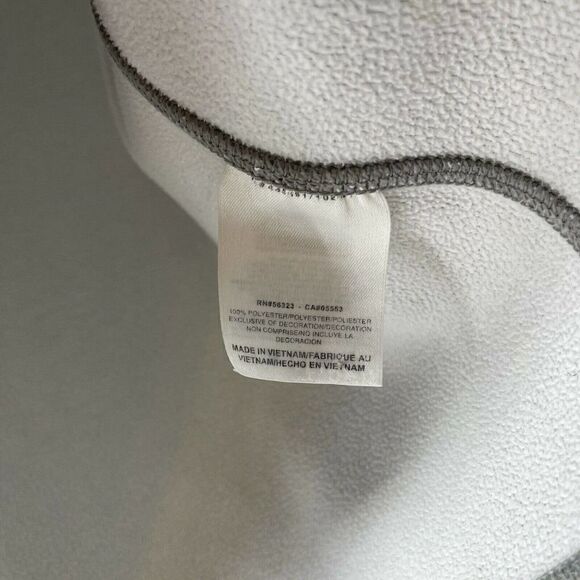 RN#56323 - CA#05553
100% POLYESTER/POLYESTER/POLIESTER
EXCLUSIVE OF DECORATION/DECORATION
NON COMPRISE/NO INCLUYE LA
DECORACIÓN
MADE IN VIETNAM/FABRIQUE AU
VIETNAM/HECHO EN VIETNAM